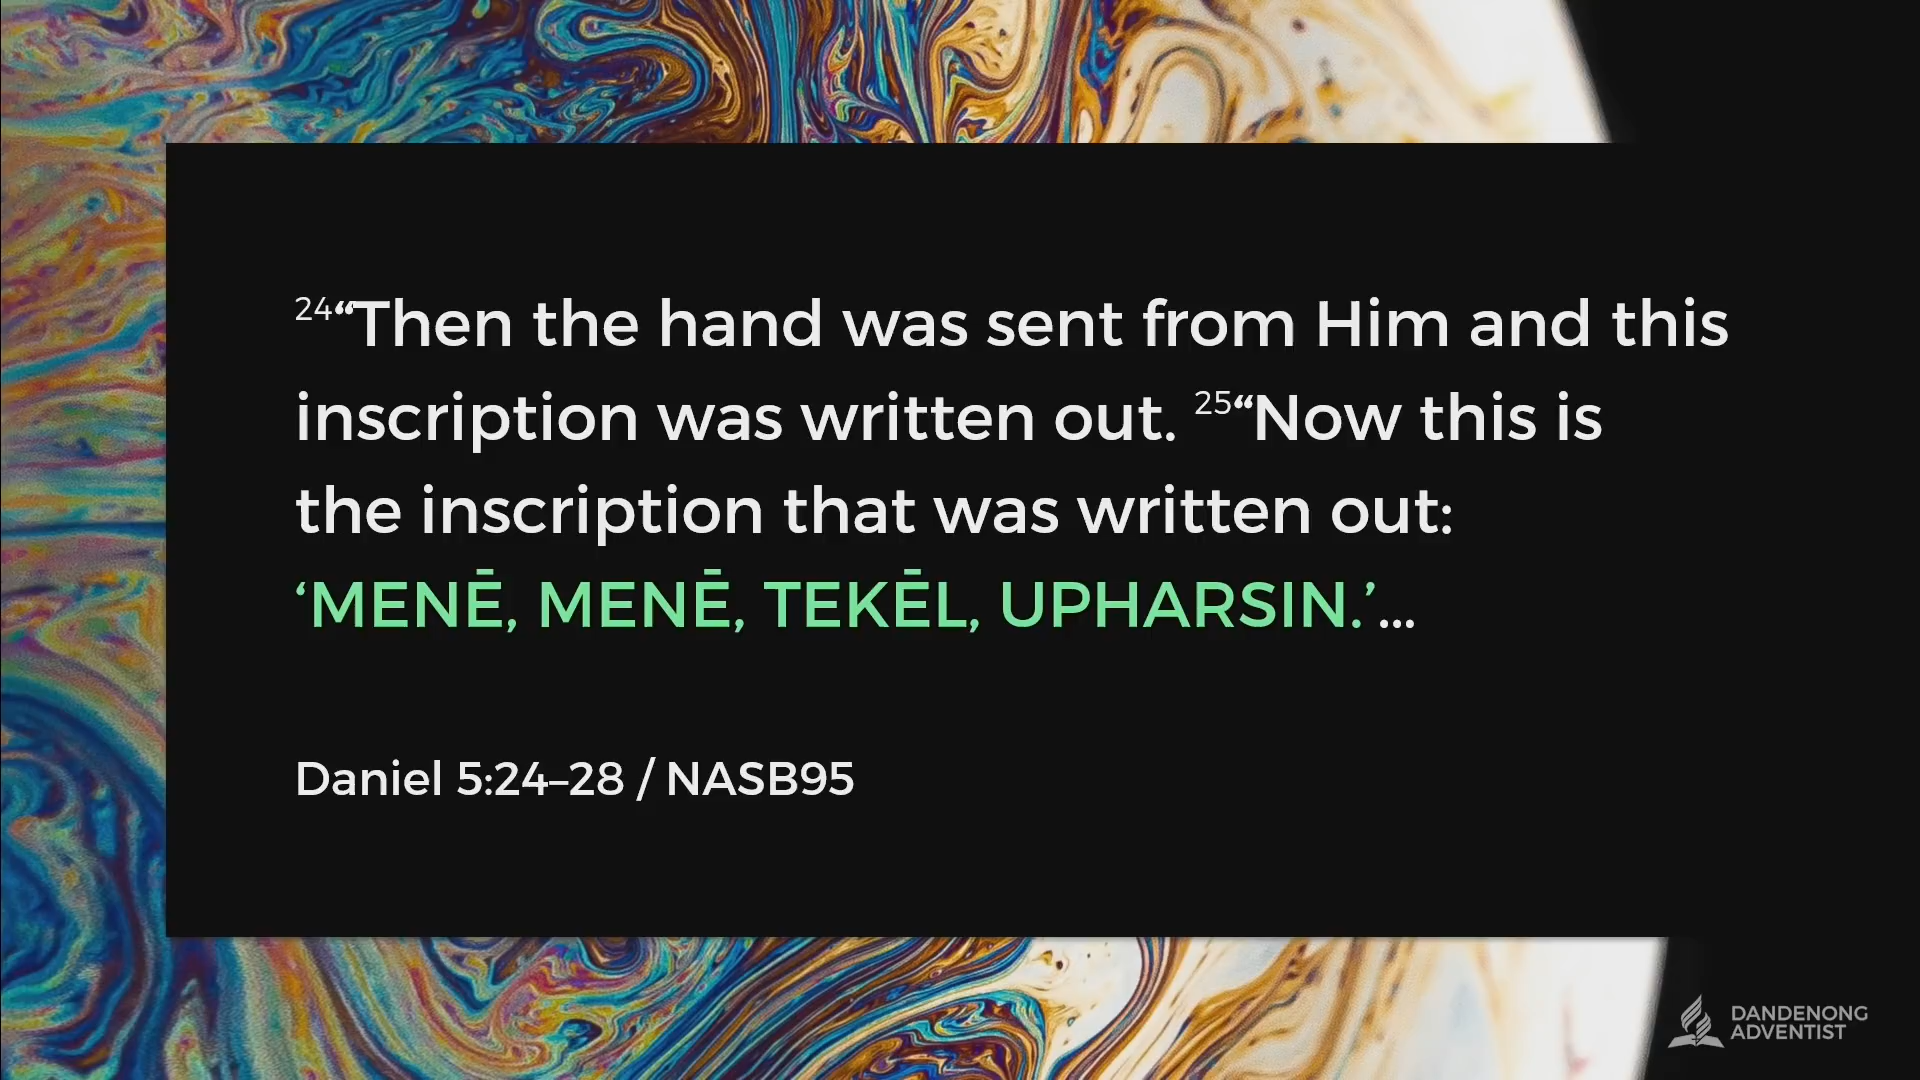 24“Then the hand was sent from Him and this
inscription was written out. 25“Now this is
the inscription that was written out:
‘MENĒ, MENĒ, TEKĒL, UPHARSIN.’...
Daniel 5:24–28 / NASB95
DANDENONG
ADVENTIST